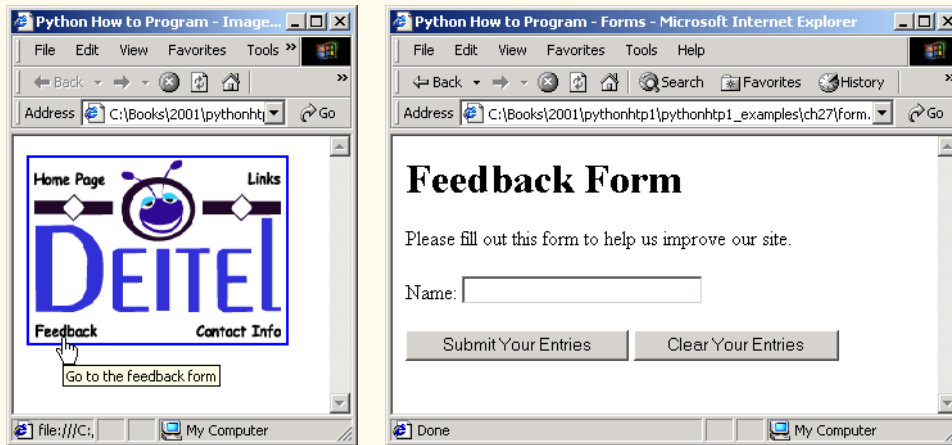 Python How to Program - Image...
File Edit View Favorites Tools »
Back »
Address C:\Books\2001\pythonht Go
Home Page Links
DEITEL
Feedback Contact Info
Go to the feedback form
file:///C:, My Computer
Python How to Program - Forms - Microsoft Internet Explorer
File Edit View Favorites Tools Help
Back Search Favorites History »
Address C:\Books\2001\pythonhtp1\pythonhtp1_examples\ch27\form. Go
Feedback Form
Please fill out this form to help us improve our site.
Name:
Submit Your Entries Clear Your Entries
Done My Computer